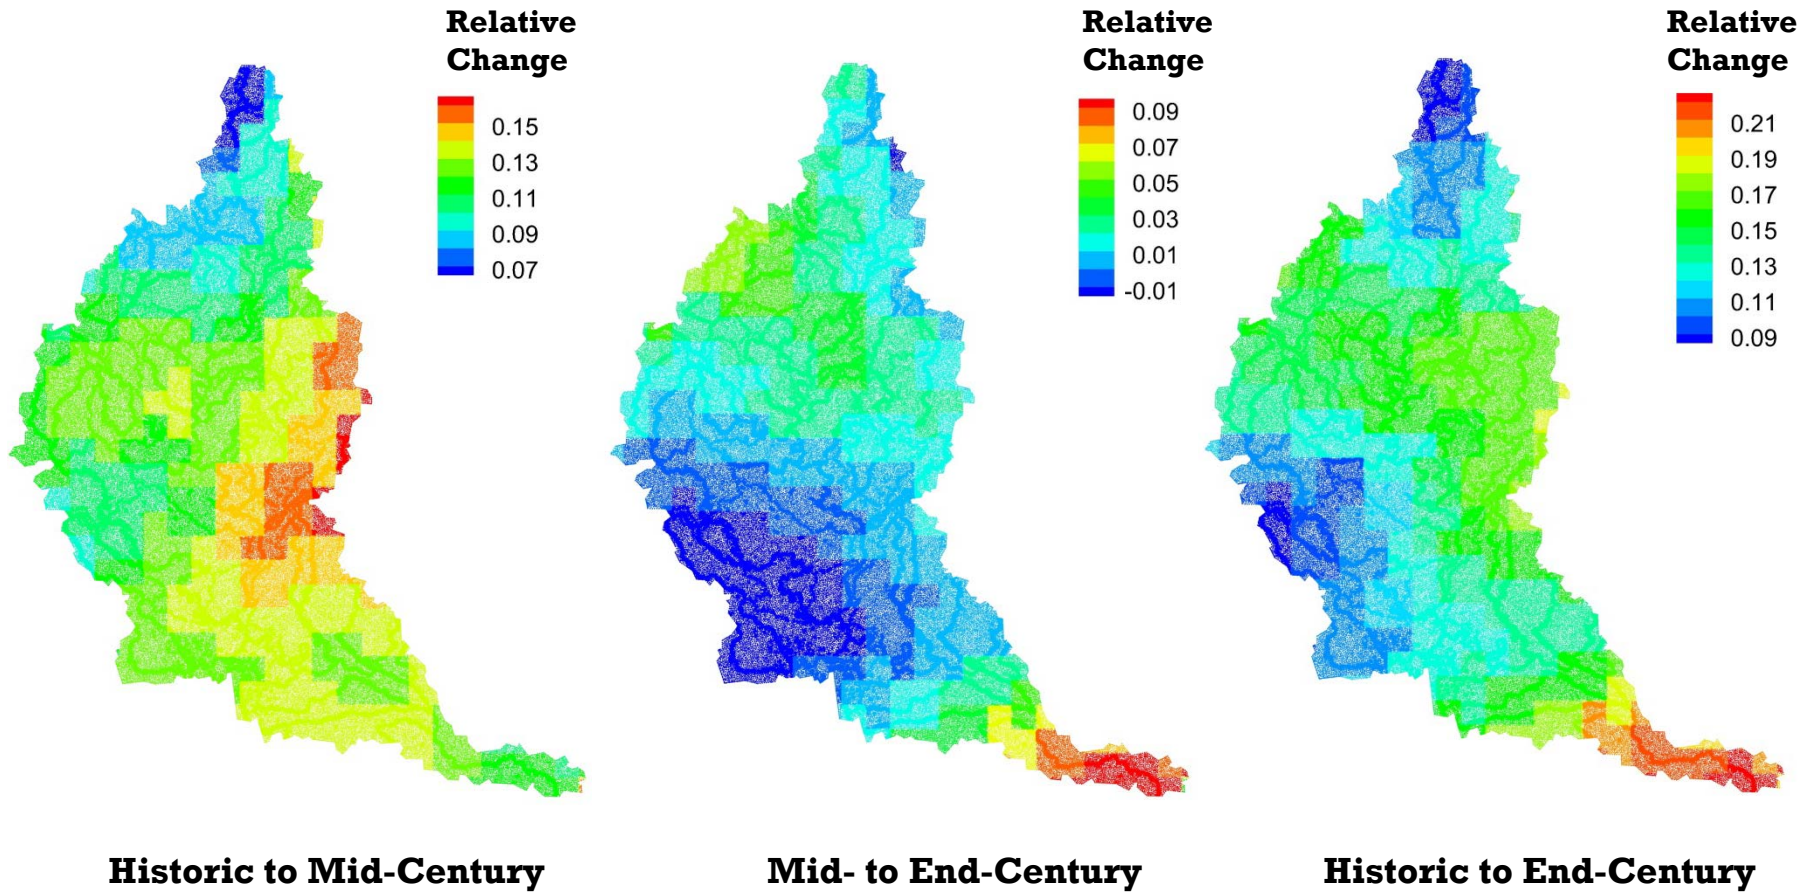 Relative
Change
0.15
0.13
0.11
0.09
0.07
Relative
Change
0.09
0.07
0.05
0.03
0.01
-0.01
Relative
Change
0.21
0.19
0.17
0.15
0.13
0.11
0.09
Historic to Mid-Century
Mid- to End-Century
Historic to End-Century